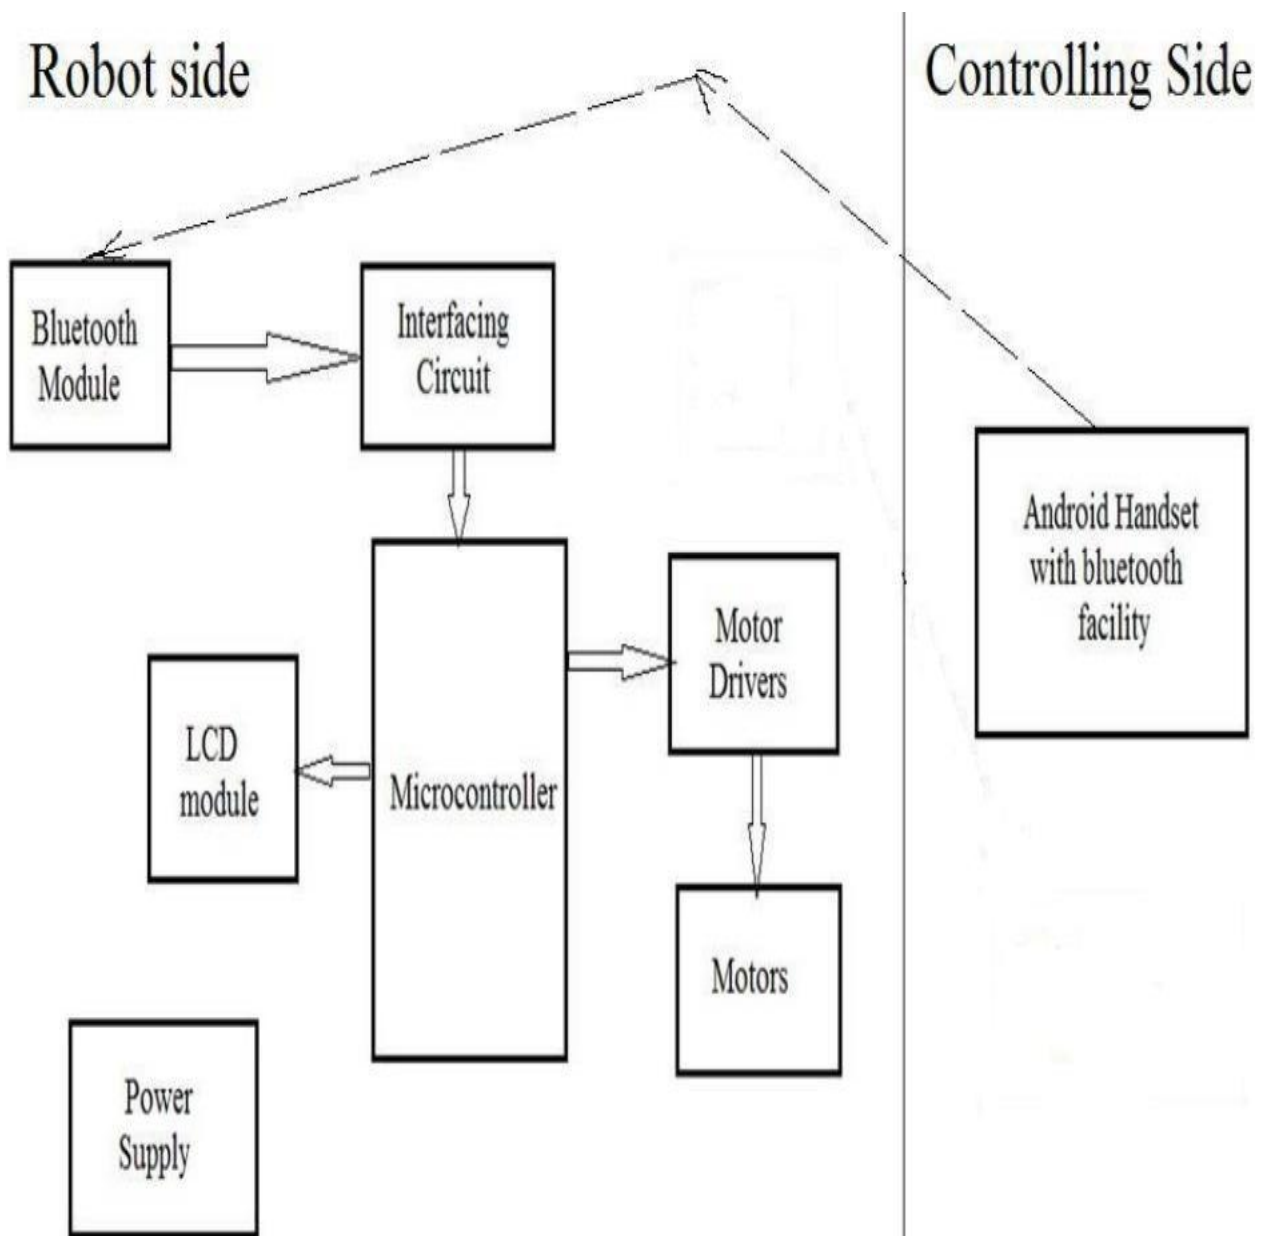 Robot side
Controlling Side
Bluetooth
Module
Interfacing
Circuit
Android Handset
with bluetooth
facility
Motor
Drivers
LCD
module
Microcontroller
Motors
Power
Supply